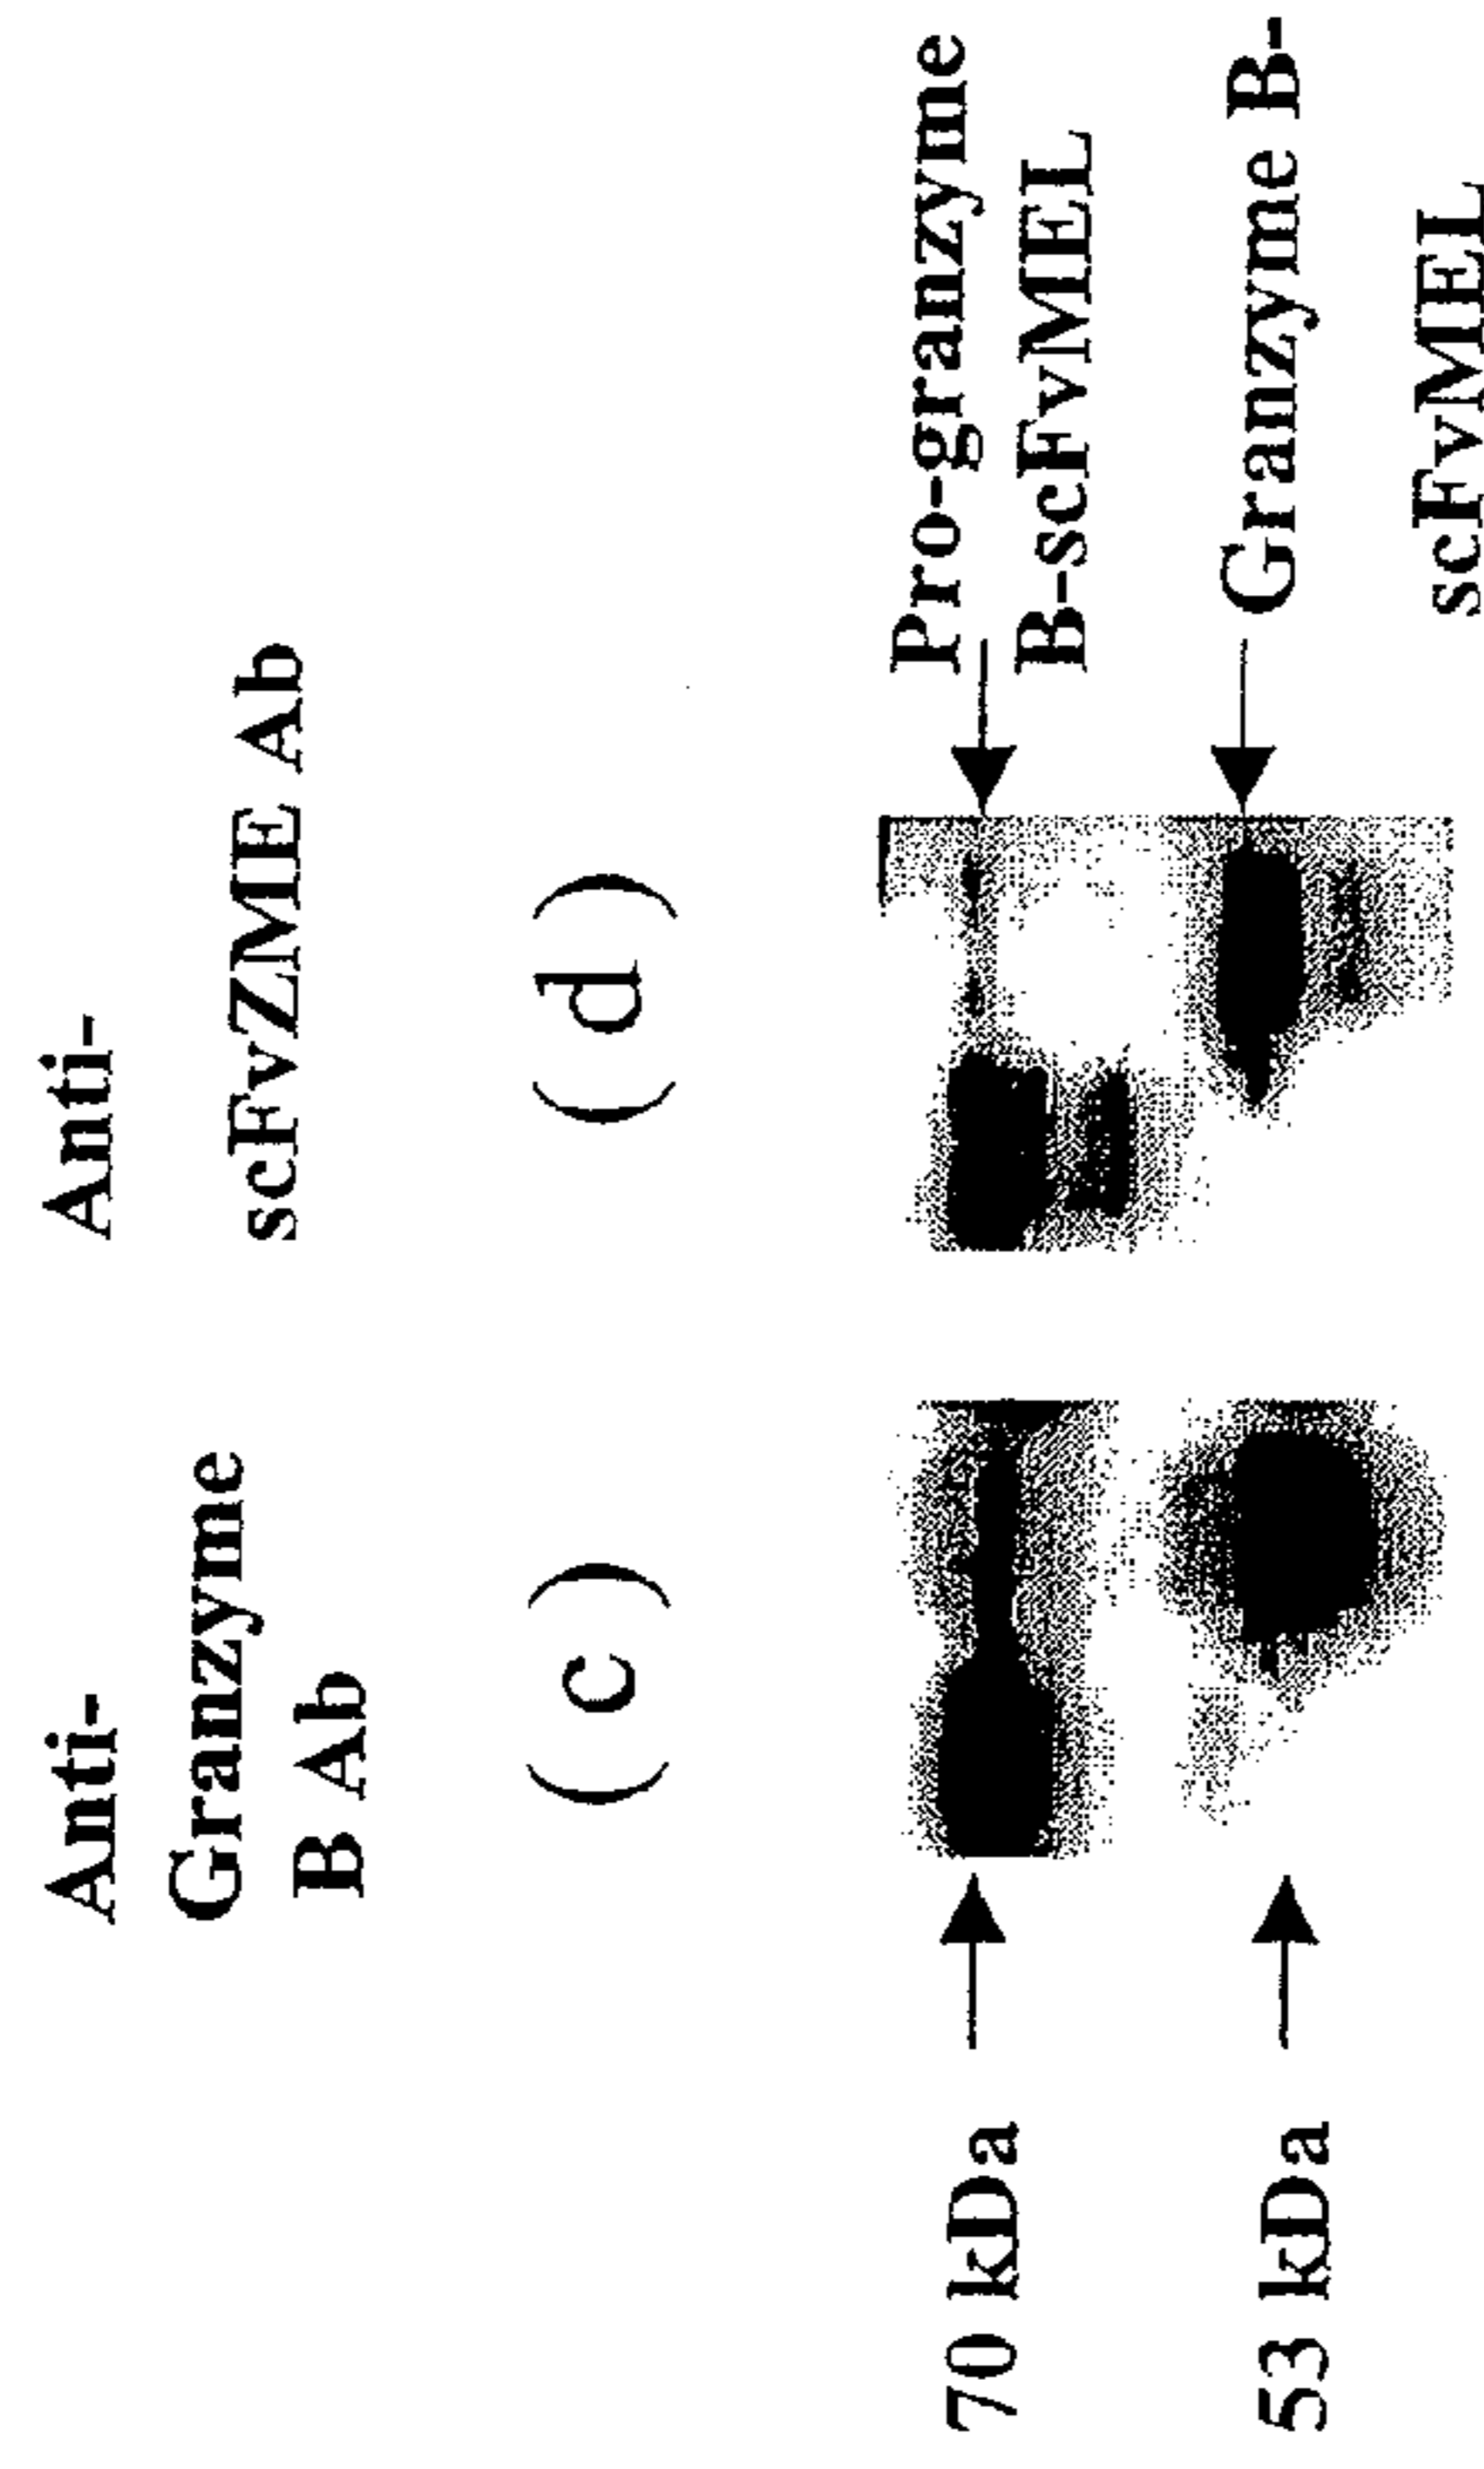 Anti-
Granzyme
B Ab
Anti-
scFvZME Ab
( c )
( d )
70 kDa
53 kDa
Pro-granzyme
B-scFvMEL
Granzyme B-
scFvMEL